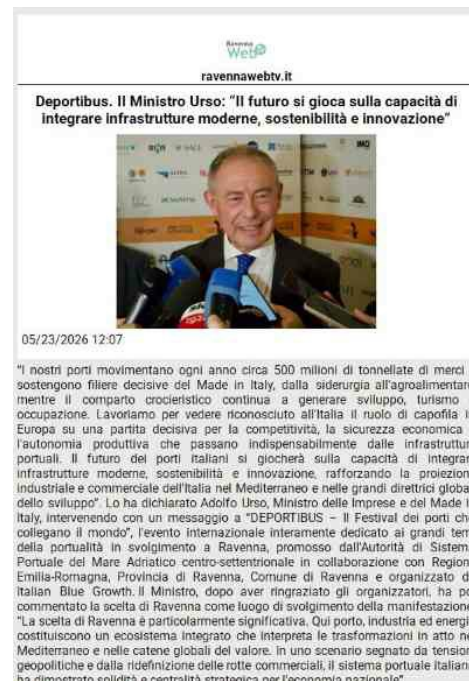 Ravenna
Web
ravennawebtv.it
Deportibus. Il Ministro Urso: “Il futuro si gioca sulla capacità di
integrare infrastrutture moderne, sostenibilità e innovazione”
05/23/2026 12:07
“I nostri porti movimentano ogni anno circa 500 milioni di tonnellate di merci
sostengono filiere decisive del Made in Italy, dalla siderurgia all'agroalimentare
mentre il comparto crocieristico continua a generare sviluppo, turismo
occupazione. Lavoriamo per vedere riconosciuto all'Italia il ruolo di capofila i
Europa su una partita decisiva per la competitività, la sicurezza economica
l'autonomia produttiva che passano indispensabilmente dalle infrastruttur
portuali. Il futuro dei porti italiani si giocherà sulla capacità di integrar
infrastrutture moderne, sostenibilità e innovazione, rafforzando la proiezion
industriale e commerciale dell'Italia nel Mediterraneo e nelle grandi direttrici global
dello sviluppo”. Lo ha dichiarato Adolfo Urso, Ministro delle Imprese e del Made i
Italy, intervenendo con un messaggio a “DEPORTIBUS – Il Festival dei porti che
collegano il mondo”, l'evento internazionale interamente dedicato ai grandi tem
della portualità in svolgimento a Ravenna, promosso dall'Autorità di Sistema
Portuale del Mare Adriatico centro-settentrionale in collaborazione con Region
Emilia-Romagna, Provincia di Ravenna, Comune di Ravenna e organizzato d
Italian Blue Growth. Il Ministro, dopo aver ringraziato gli organizzatori, ha po
commentato la scelta di Ravenna come luogo di svolgimento della manifestazione
“La scelta di Ravenna è particolarmente significativa. Qui porto, industria ed energi
costituiscono un ecosistema integrato che interpreta le trasformazioni in atto ne
Mediterraneo e nelle catene globali del valore. In uno scenario segnato da tension
geopolitiche e dalla ridefinizione delle rotte commerciali, il sistema portuale italian
ha dimostrato solidità e centralità strategica per l'economia nazionale”